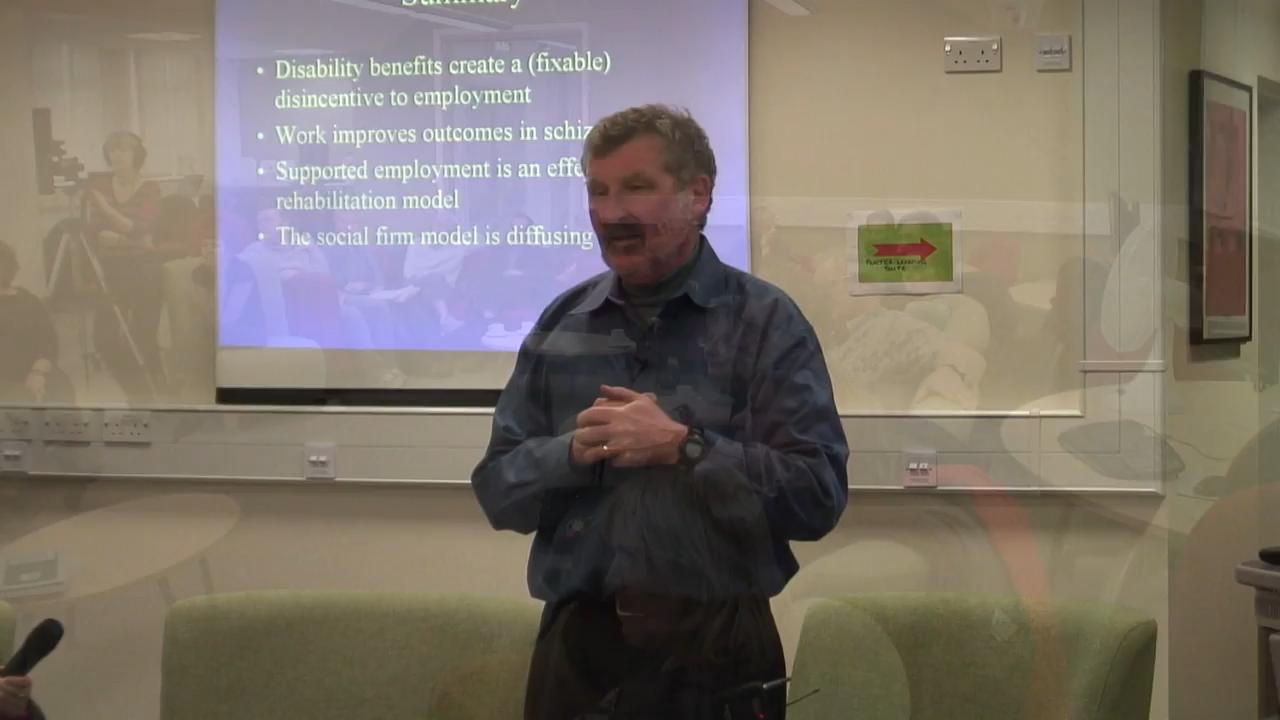 Summary
• Disability benefits create a (fixable)
disincentive to employment
• Work improves outcomes in schiz
• Supported employment is an effe
rehabilitation model
• The social firm model is diffusing